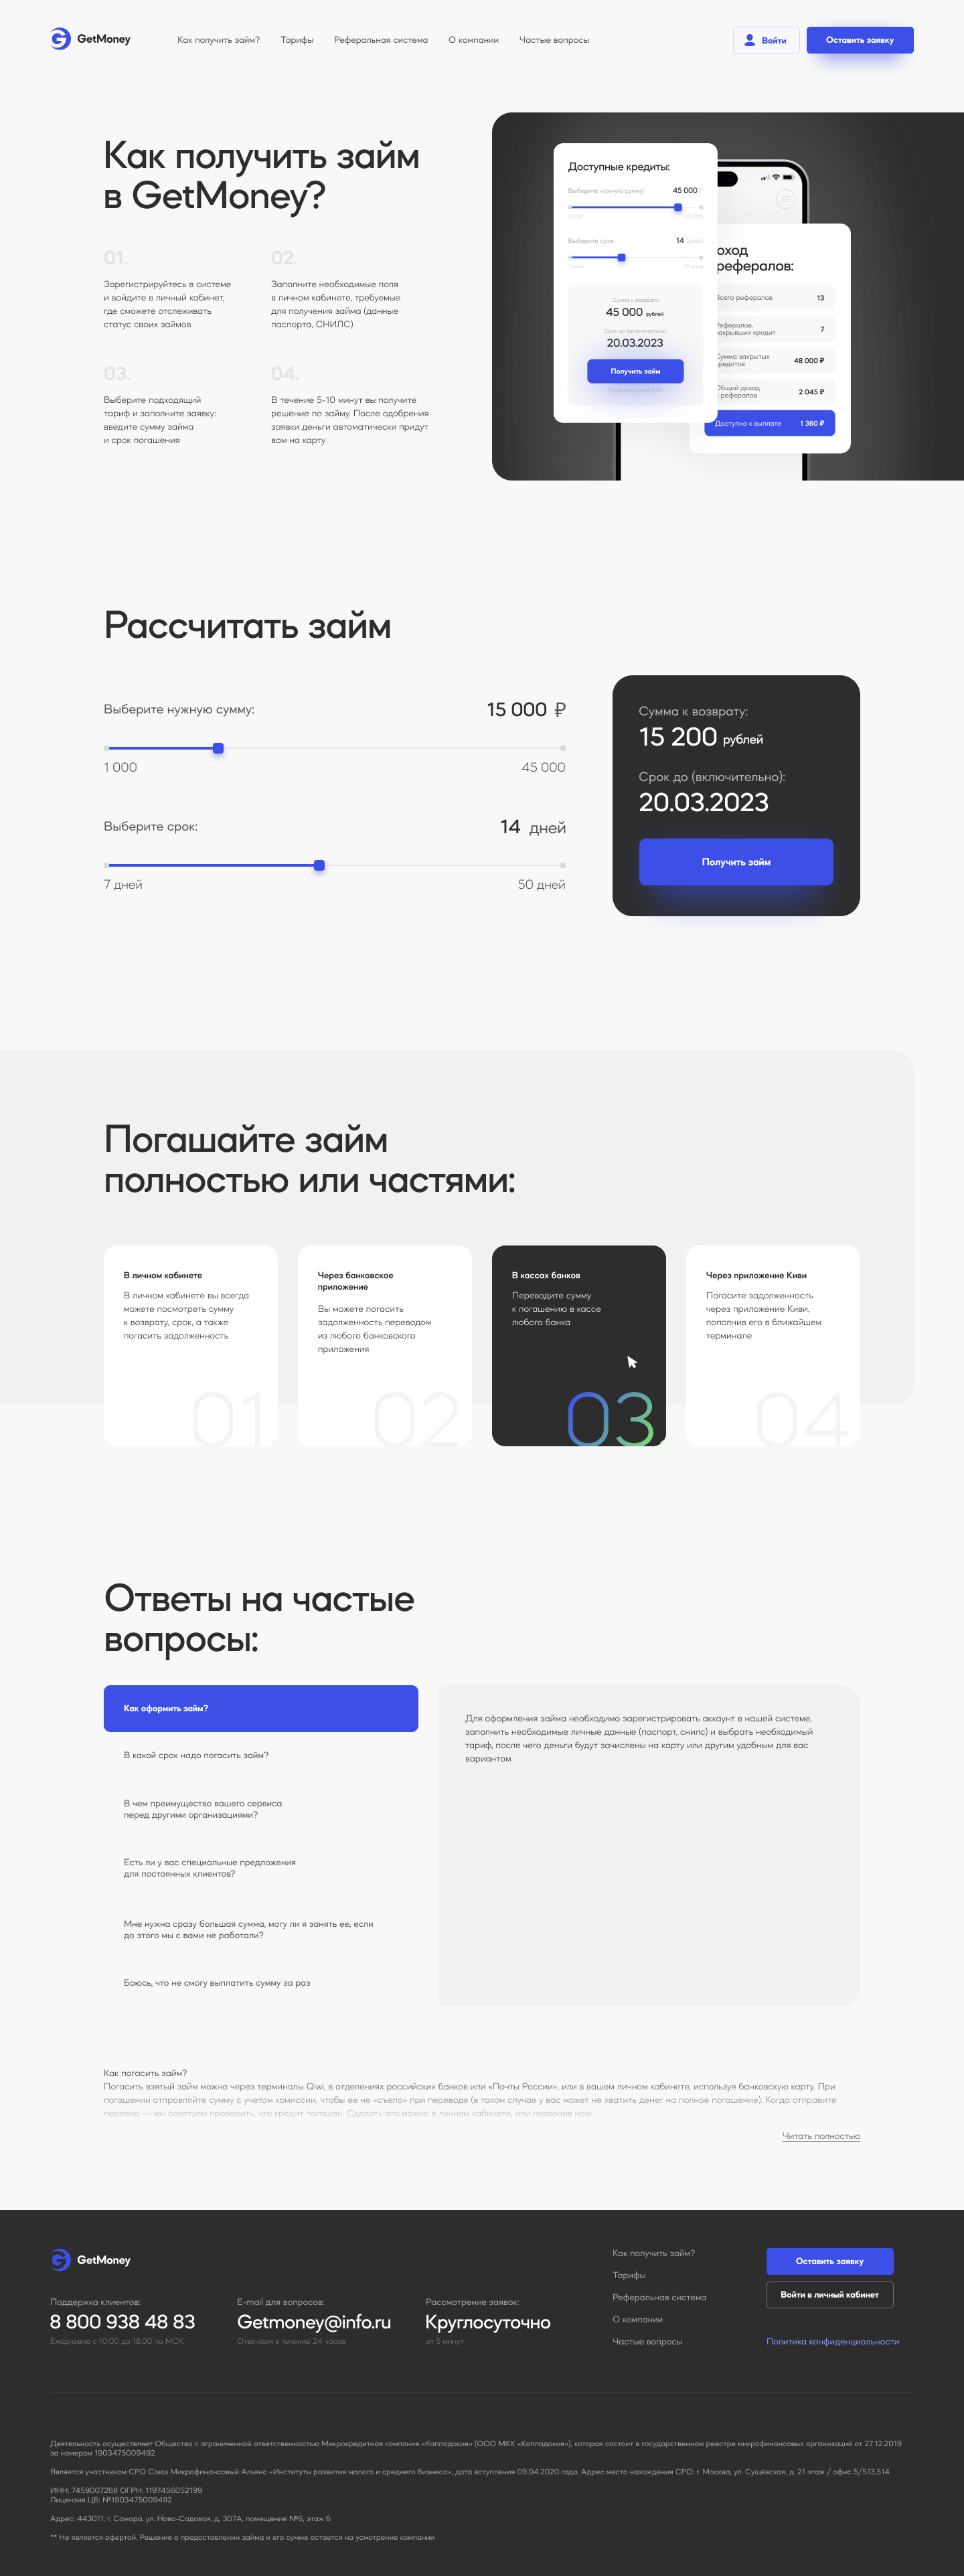 GetMoney
Как получить займ?
Тарифы
Реферальная система
О компании
Частые вопросы
Войти
Оставить заявку
Как получить займ
в GetMoney?
01.
Зарегистрируйтесь в системе
и войдите в личный кабинет,
где сможете отслеживать
статус своих займов
02.
Заполните необходимые поля
в личном кабинете, требуемые
для получения займа (данные
паспорта, СНИЛС)
03.
Выберите подходящий
тариф и заполните заявку:
введите сумму займа
и срок погашения
04.
В течение 5-10 минут вы получите
решение по займу. После одобрения
заявки деньги автоматически придут
вам на карту
Доступные кредиты:
Выберите нужную сумму:
45 000 ₽
1 000
45 000
Выберите срок:
14 дней
7 дней
50 дней
Сумма к возврату:
45 000 рублей
Срок до (включительно):
20.03.2023
Получить займ
оход
рефералов:
Всего рефералов
13
Рефералов,
закрывших кредит
7
Сумма закрытых
кредитов
48 000 ₽
Общий доход
рефералов
2 045 ₽
Доступно к выплате
1 360 ₽
Рассчитать займ
Выберите нужную сумму:
15 000 ₽
1 000
45 000
Выберите срок:
14 дней
7 дней
50 дней
Сумма к возврату:
15 200 рублей
Срок до (включительно):
20.03.2023
Получить займ
Погашайте займ
полностью или частями:
В личном кабинете
В личном кабинете вы всегда
можете посмотреть сумму
к возврату, срок, а также
погасить задолженность
01
Через банковское
приложение
Вы можете погасить
задолженность переводом
из любого банковского
приложения
02
В кассах банков
Переводите сумму
к погашению в кассе
любого банка
03.
Через приложение Киви
Погасите задолженность
через приложение Киви,
пополнив его в ближайшем
терминале
04
Ответы на частые
вопросы:
Как оформить займ?
В какой срок надо погасить займ?
В чем преимущество вашего сервиса
перед другими организациями?
Есть ли у вас специальные предложения
для постоянных клиентов?
Мне нужна сразу большая сумма, могу ли я занять ее, если
до этого мы с вами не работали?
Боюсь, что не смогу выплатить сумму за раз
Для оформления займа необходимо зарегистрировать аккаунт в нашей системе,
заполнить необходимые личные данные (паспорт, снилс) и выбрать необходимый
тариф, после чего деньги будут зачислены на карту или другим удобным для вас
вариантом
Как погасить займ?
Погасить взятый займ можно через терминалы Qiwi, в отделениях российских банков или «Почты России», или в вашем личном кабинете, используя банковскую карту. При
погашении отправляйте сумму с учетом комиссии, чтобы ее не «съело» при переводе (в таком случае у вас может не хватить денег на полное погашение). Когда отправите
перевод — мы советуем проверить, что кредит погашен. Сделать это можно в личном кабинете, или позвонив нам.
Читать полностью
GetMoney
Поддержка клиентов:
8 800 938 48 83
Ежедневно с 10:00 до 18:00 по МСК
E-mail для вопросов:
Getmoney@info.ru
Отвечаем в течение 24 часов
Рассмотрение заявок:
Круглосуточно
от 5 минут
Как получить займ?
Тарифы
Реферальная система
О компании
Частые вопросы
Оставить заявку
Войти в личный кабинет
Политика конфиденциальности
Деятельность осуществляет Общество с ограниченной ответственностью Микрокредитная компания «Каппадокия» (ООО МКК «Каппадокия»), которая состоит в государственном реестре микрофинансовых организаций от 27.12.2019
за номером 1903475009492
Является участником СРО Союз Микрофинансовый Альянс «Институты развития малого и среднего бизнеса», дата вступления 09.04.2020 года. Адрес место нахождения СРО: г. Москва, ул. Сущёвская, д. 21 этаж / офис 5/513,514
ИНН: 7459007268 ОГРН: 1197456052199
Лицензия ЦБ: №1903475009492
Адрес: 443011, г. Самара, ул. Ново-Садовая, д. 307А, помещение №6, этаж 6
** Не является офертой. Решение о предоставлении займа и его сумме остается на усмотрение компании